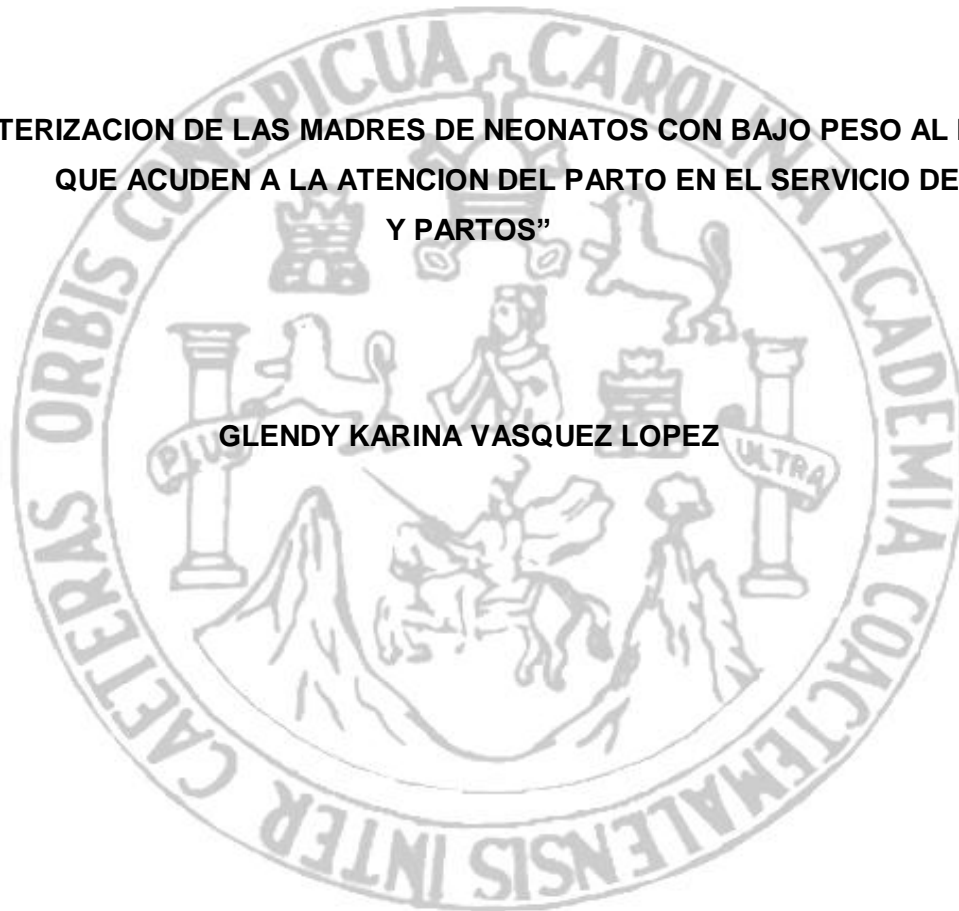 TERIZACION DE LAS MADRES DE NEONATOS CON BAJO PESO AL
QUE ACUDEN A LA ATENCION DEL PARTO EN EL SERVICIO DE
Y PARTOS”
GLENDY KARINA VASQUEZ LOPEZ
CAETERAS ORBIS CONSPICUA CAROLINA ACADEMIA COACTEMALENSIS INTER
PLUS
ULTRA